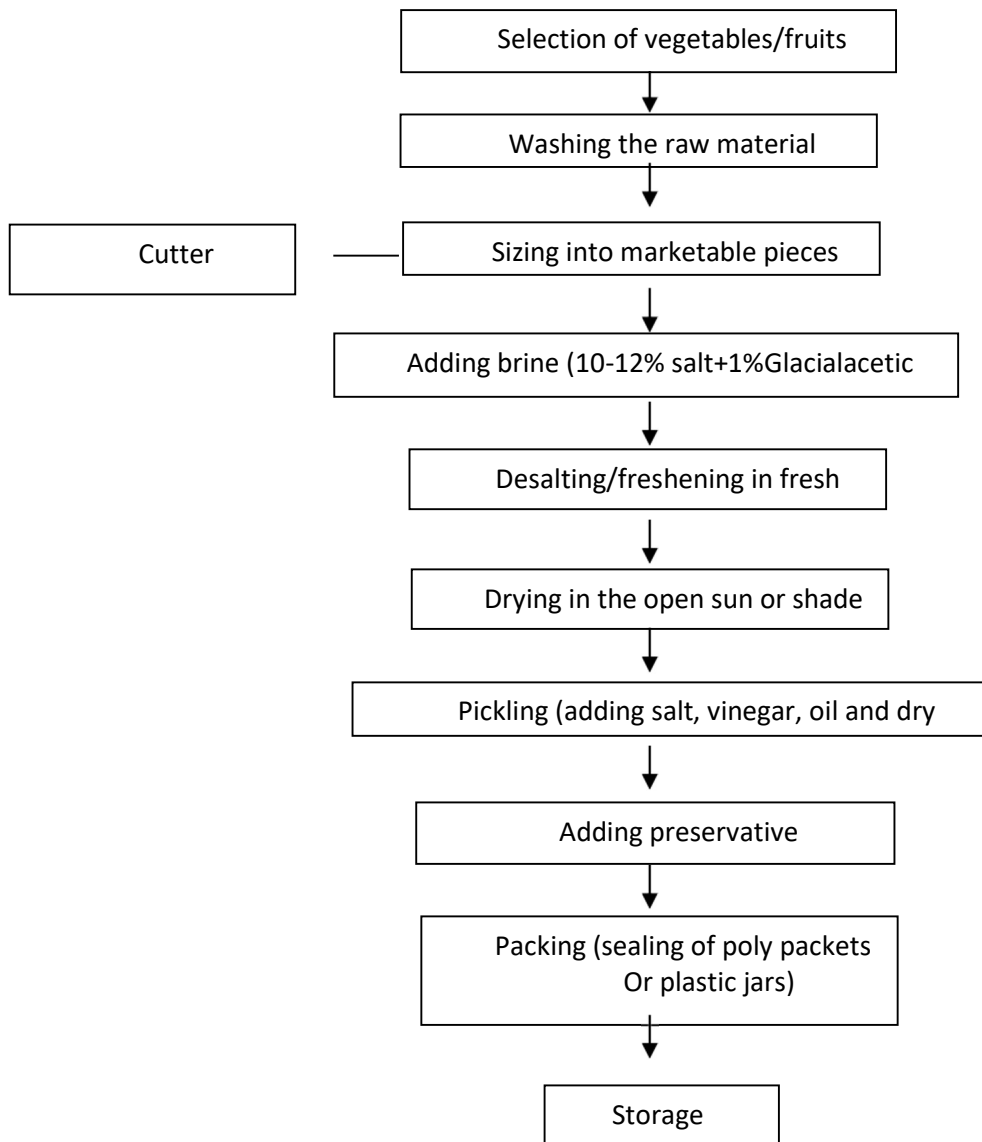 Selection of vegetables/fruits
Washing the raw material
Cutter
Sizing into marketable pieces
Adding brine (10-12% salt+1%Glacialacetic
Desalting/freshening in fresh
Drying in the open sun or shade
Pickling (adding salt, vinegar, oil and dry
Adding preservative
Packing (sealing of poly packets
Or plastic jars)
Storage